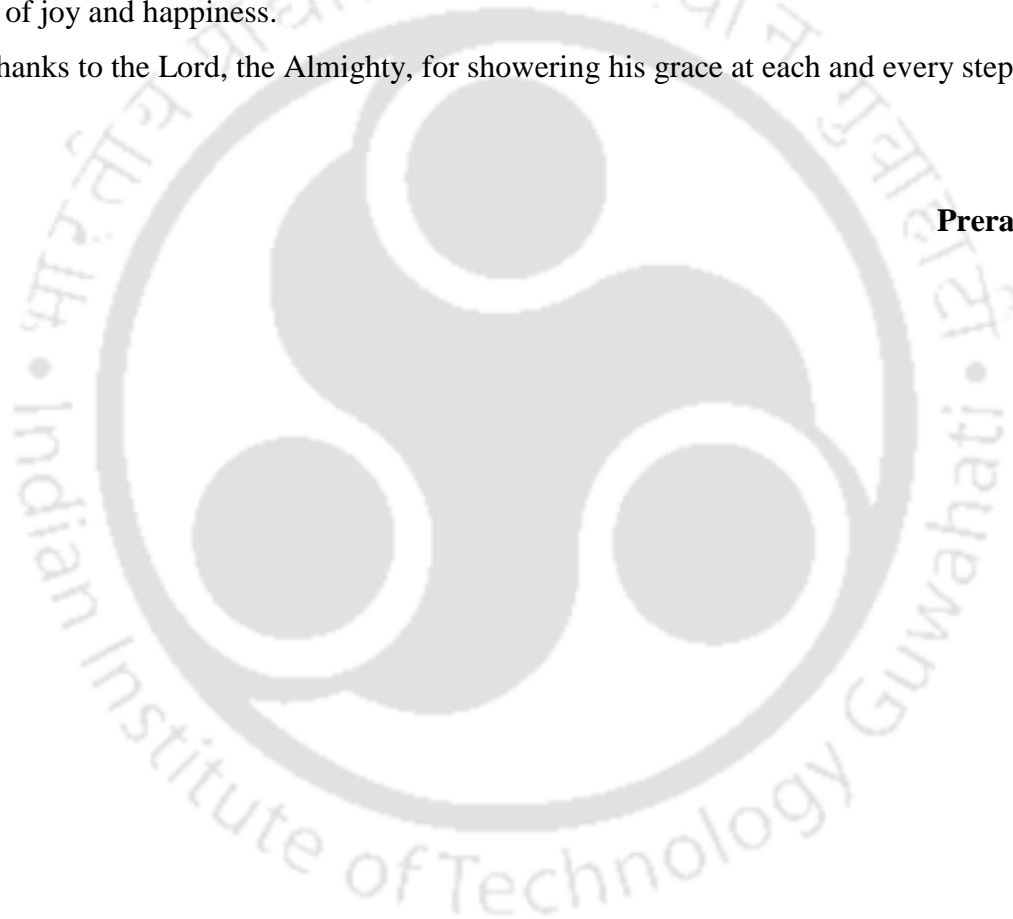 of joy and happiness.
hanks to the Lord, the Almighty, for showering his grace at each and every step
Prera
भारतीय
गुवाहाटी
Indian Institute of Technology Guwahati